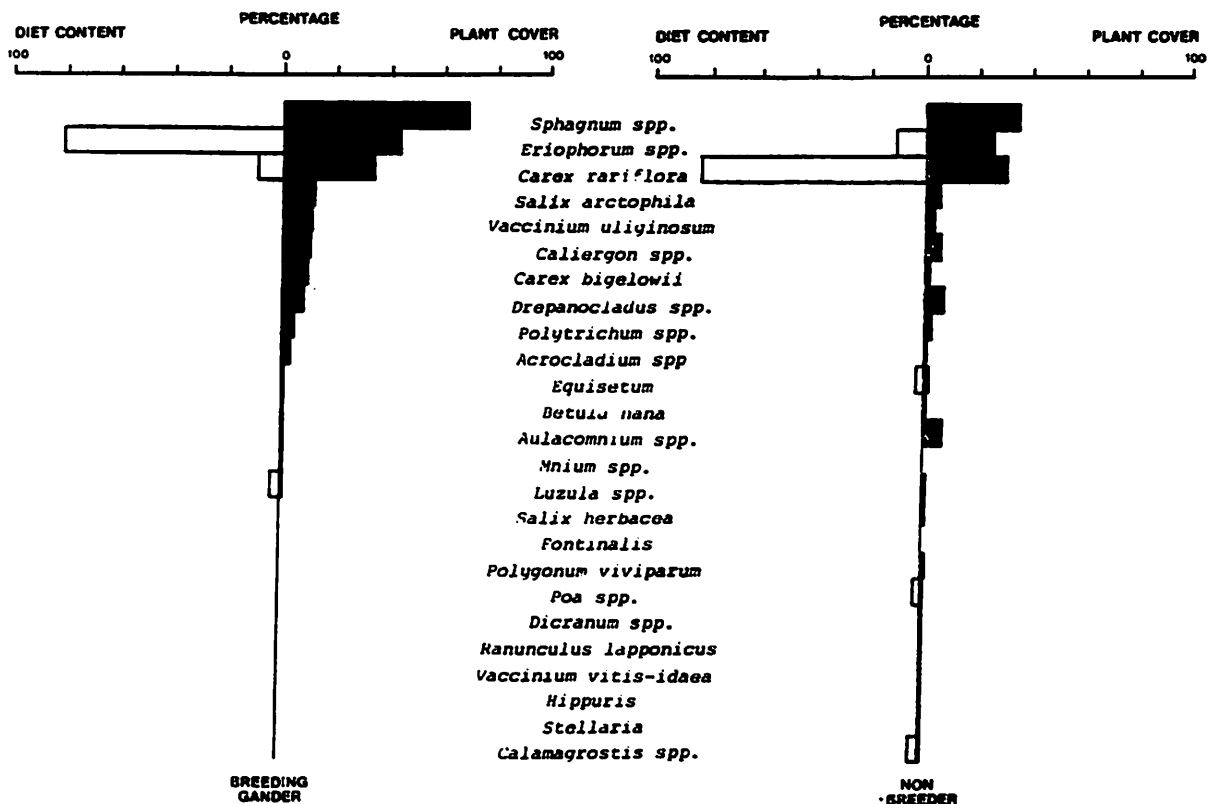 PERCENTAGE
DIET CONTENT PLANT COVER
100 0 100
PERCENTAGE
DIET CONTENT PLANT COVER
100 0 100
Sphagnum spp.
Eriophorum spp.
Carex rariflora
Salix arctophila
Vaccinium uliginosum
Caliergon spp.
Carex bigelowii
Drepanocladus spp.
Polytrichum spp.
Acrocladium spp
Equisetum
Betula nana
Aulacomnium spp.
Mnium spp.
Luzula spp.
Salix herbacea
Fontinalis
Polygonum viviparum
Poa spp.
Dicranum spp.
Ranunculus lapponicus
Vaccinium vitis-idaea
Hippuris
Stellaria
Calamagrostis spp.
BREEDING
GANDER
NON
BREEDER